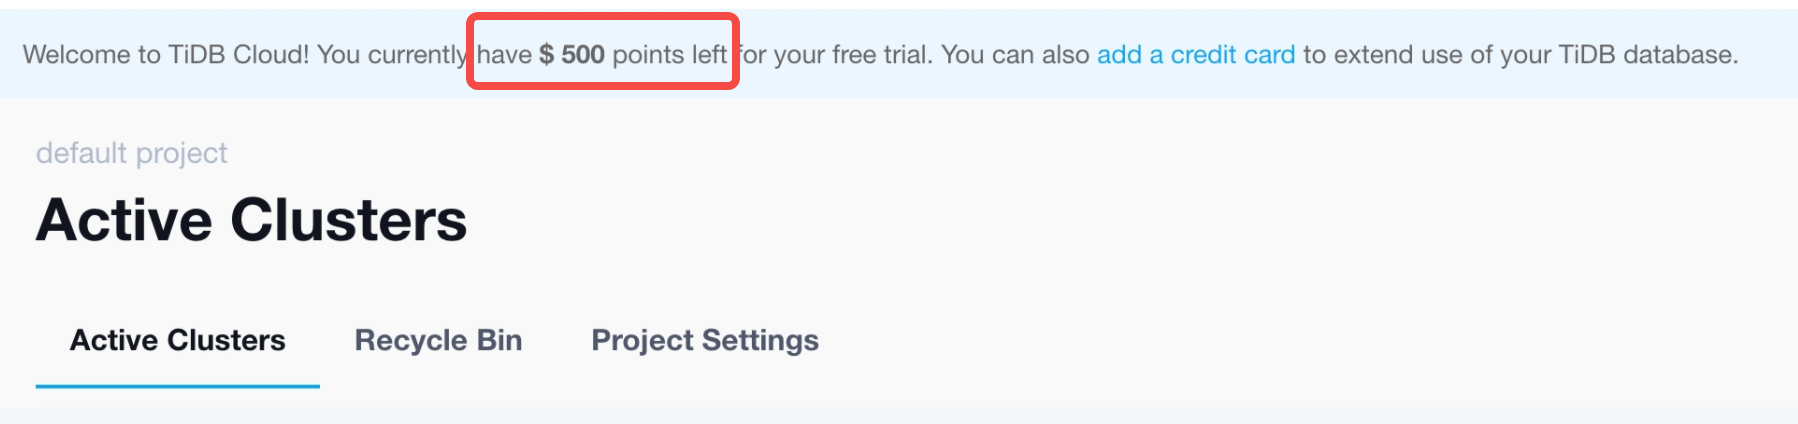 Welcome to TiDB Cloud! You currently have $ 500 points left for your free trial. You can also add a credit card to extend use of your TiDB database.
default project
Active Clusters
Active Clusters Recycle Bin Project Settings